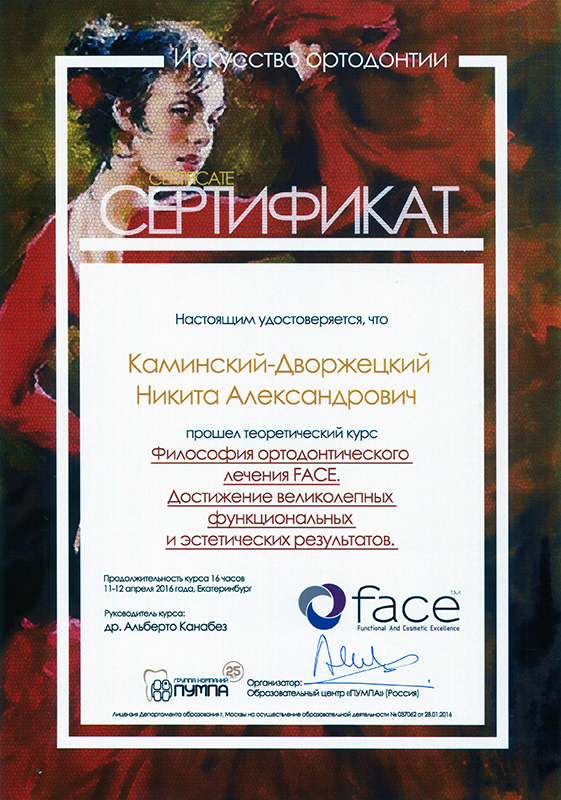 Искусство ортодонтии
CERTIFICATE
СЕРТИФИКАТ
Настоящим удостоверяется, что
Каминский-Дворжецкий
Никита Александрович
прошел теоретический курс
Философия ортодонтического
лечения FACE.
Достижение великолепных
функциональных
и эстетических результатов.
Продолжительность курса 16 часов
11-12 апреля 2016 года, Екатеринбург
Руководитель курса:
др. Альберто Канабез
face™
Functional And Cosmetic Excellence
ГРУППА КОМПАНИЙ
ПУМПА
25
Организатор:
Образовательный центр «ПУМПА» (Россия)
Лицензия Департамента образования г. Москвы на осуществление образовательной деятельности № 037062 от 28.01.2016